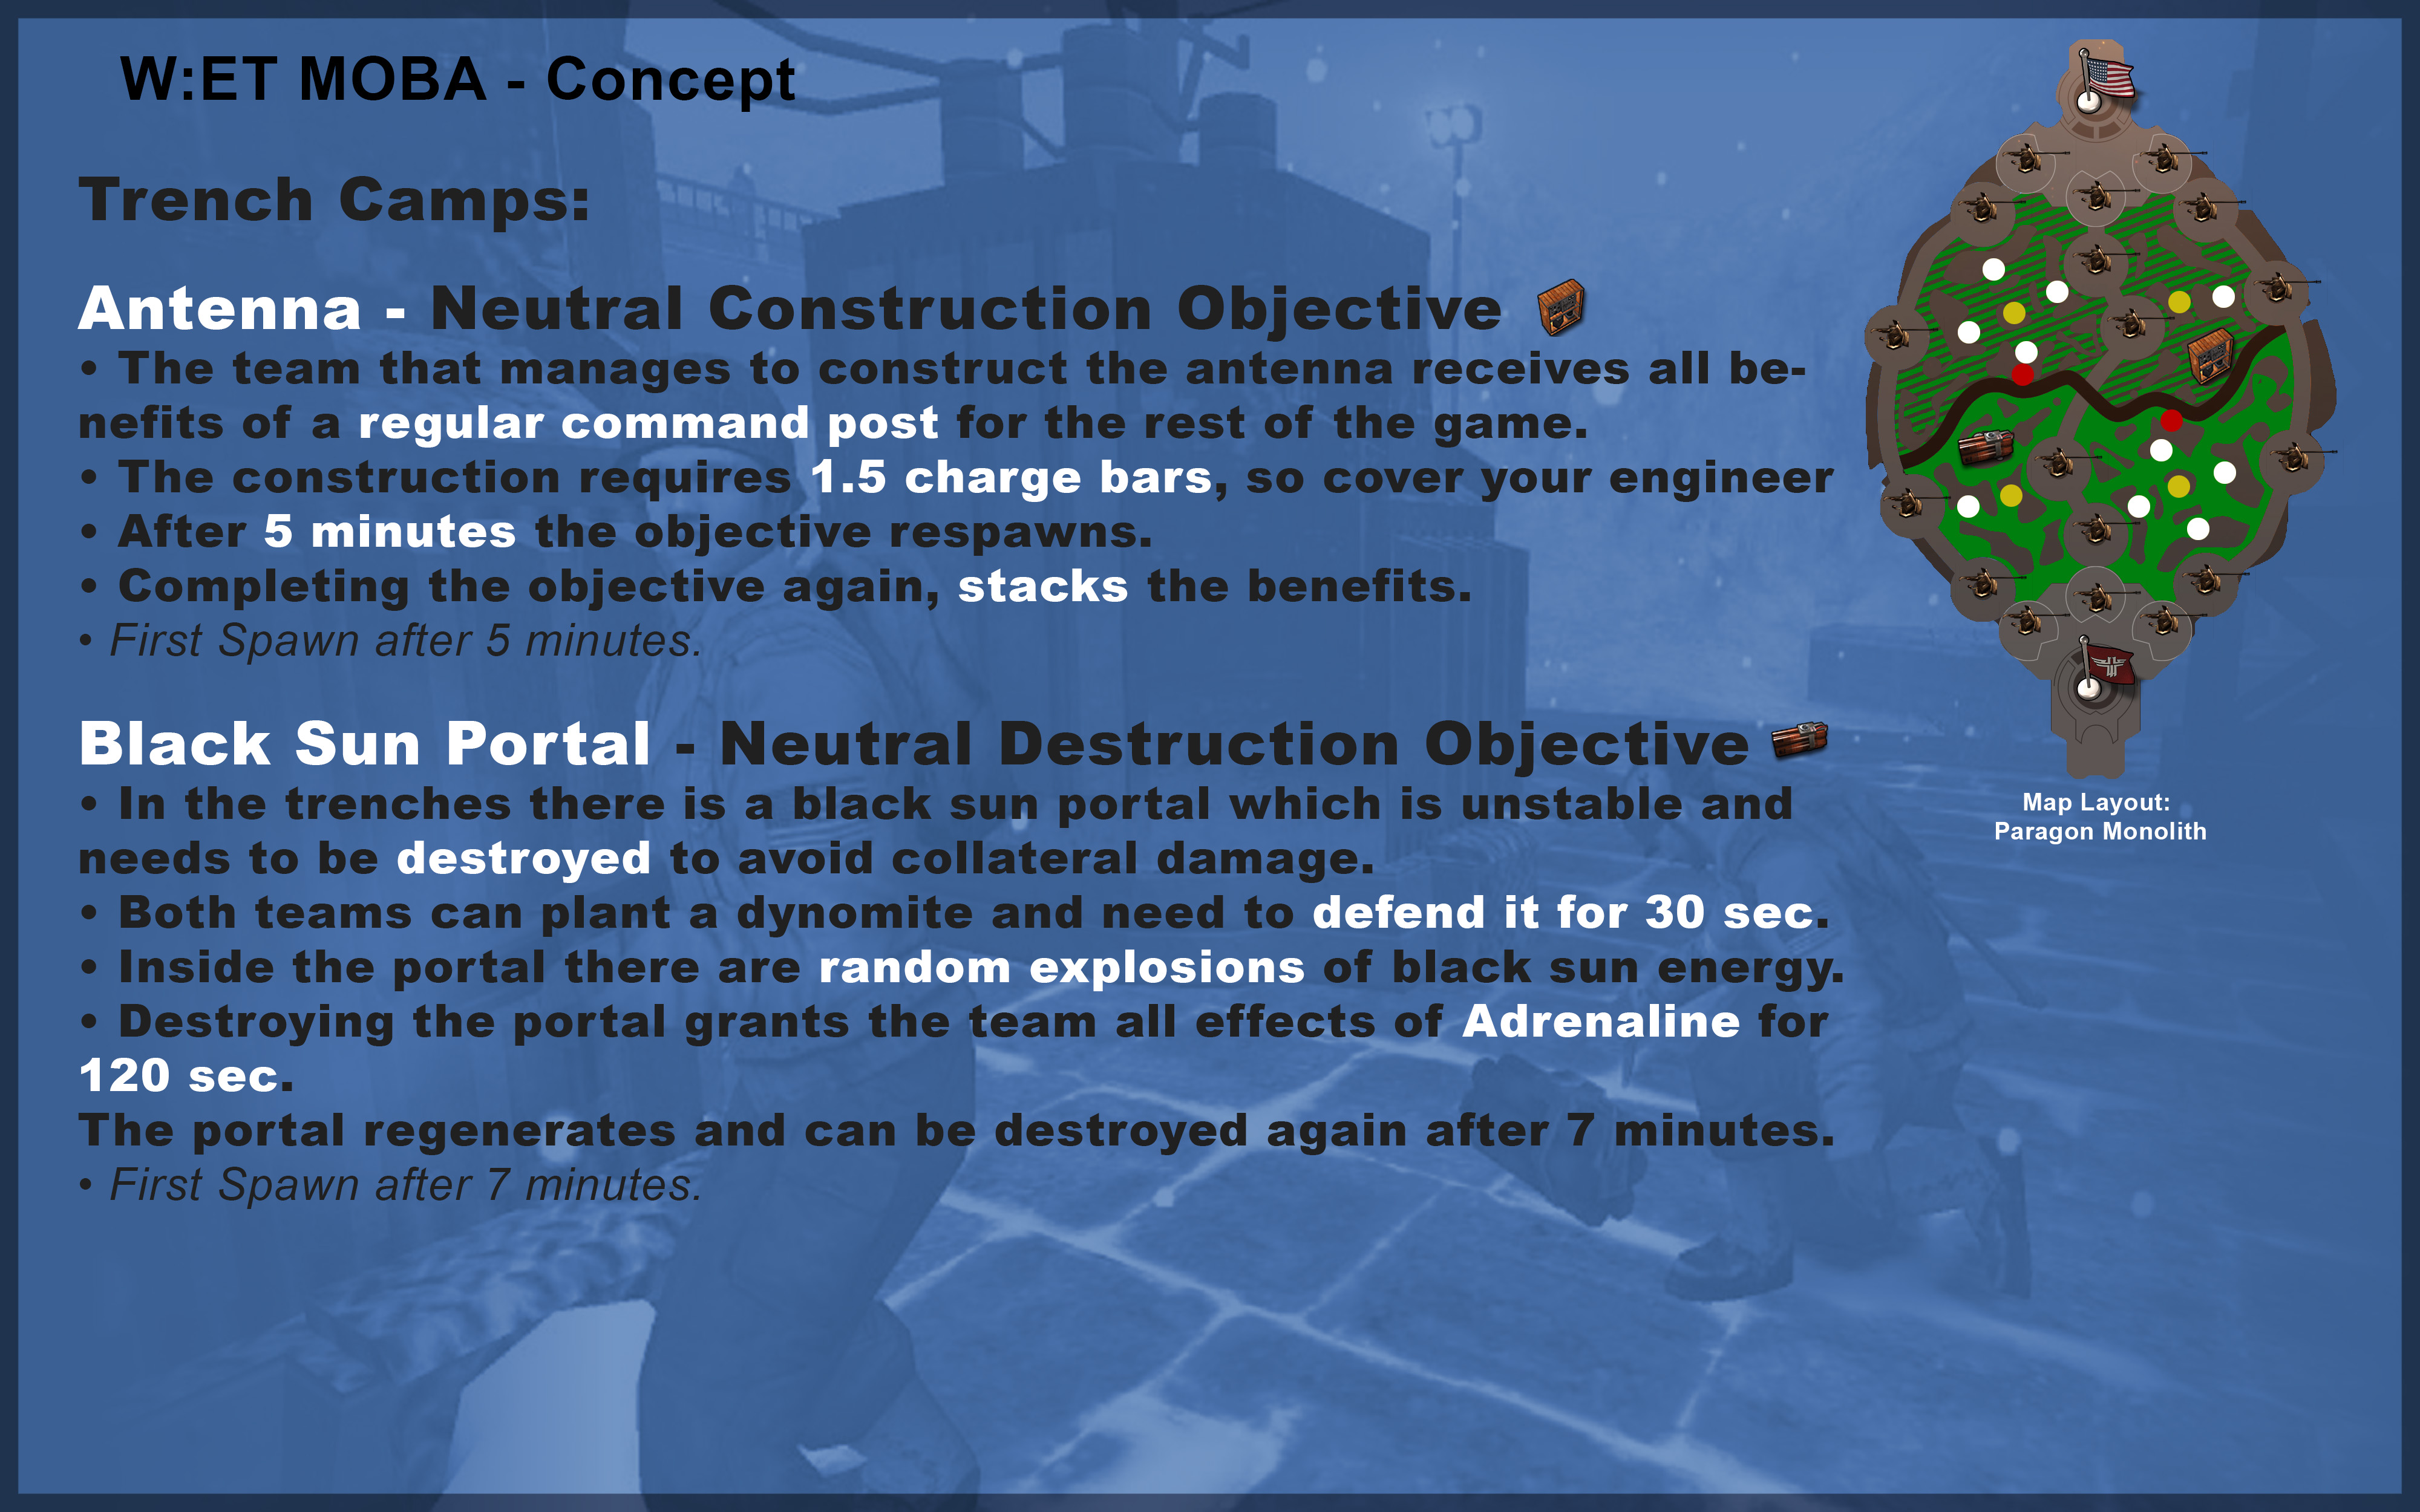 W:ET MOBA - Concept
Trench Camps:
Antenna - Neutral Construction Objective
• The team that manages to construct the antenna receives all be-
nefits of a regular command post for the rest of the game.
• The construction requires 1.5 charge bars, so cover your engineer
• After 5 minutes the objective respawns.
• Completing the objective again, stacks the benefits.
• First Spawn after 5 minutes.
Black Sun Portal - Neutral Destruction Objective
• In the trenches there is a black sun portal which is unstable and
needs to be destroyed to avoid collateral damage.
• Both teams can plant a dynomite and need to defend it for 30 sec.
• Inside the portal there are random explosions of black sun energy.
• Destroying the portal grants the team all effects of Adrenaline for
120 sec.
The portal regenerates and can be destroyed again after 7 minutes.
• First Spawn after 7 minutes.
Map Layout:
Paragon Monolith